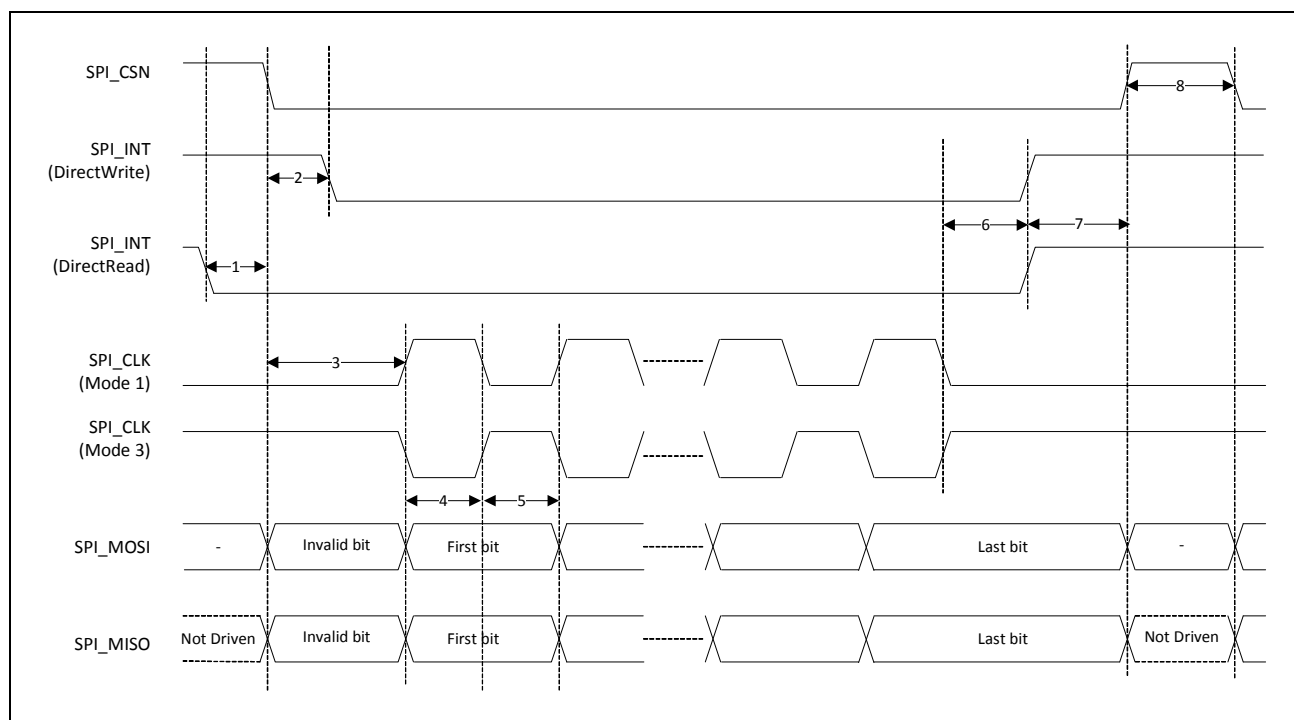 SPI_CSN
8
SPI_INT
(DirectWrite)
2
6
7
SPI_INT
(DirectRead)
1
SPI_CLK
(Mode 1)
3
SPI_CLK
(Mode 3)
4
5
SPI_MOSI
-
Invalid bit
First bit
Last bit
-
SPI_MISO
Not Driven
Invalid bit
First bit
Last bit
Not Driven